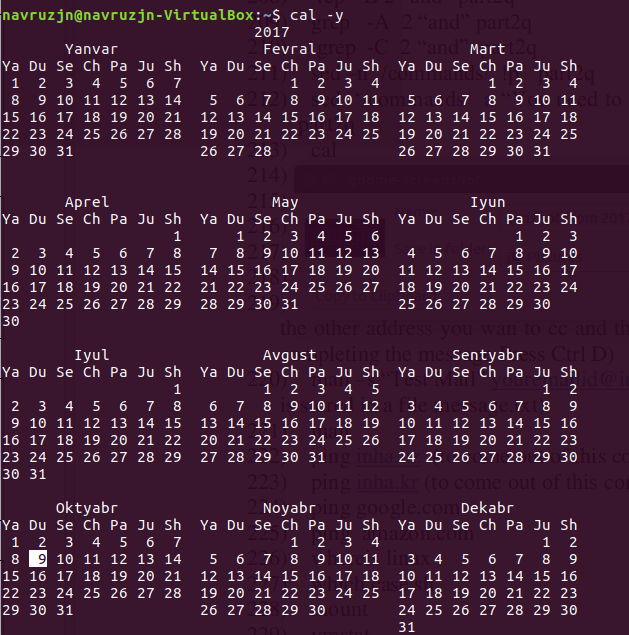 navruzjn@navruzjn-VirtualBox:~$ cal -y
2017
Yanvar Fevral Mart
Ya Du Se Ch Pa Ju Sh Ya Du Se Ch Pa Ju Sh Ya Du Se Ch Pa Ju Sh
1 2 3 4 5 6 7 1 2 3 4 1 2 3 4
8 9 10 11 12 13 14 5 6 7 8 9 10 11 5 6 7 8 9 10 11
15 16 17 18 19 20 21 12 13 14 15 16 17 18 12 13 14 15 16 17 18
22 23 24 25 26 27 28 19 20 21 22 23 24 25 19 20 21 22 23 24 25
29 30 31 26 27 28 26 27 28 29 30 31
Aprel May Iyun
Ya Du Se Ch Pa Ju Sh Ya Du Se Ch Pa Ju Sh Ya Du Se Ch Pa Ju Sh
1 1 2 3 4 5 6 1 2 3
2 3 4 5 6 7 8 7 8 9 10 11 12 13 4 5 6 7 8 9 10
9 10 11 12 13 14 15 14 15 16 17 18 19 20 11 12 13 14 15 16 17
16 17 18 19 20 21 22 21 22 23 24 25 26 27 18 19 20 21 22 23 24
23 24 25 26 27 28 29 28 29 30 31 25 26 27 28 29 30
30
Iyul Avgust Sentyabr
Ya Du Se Ch Pa Ju Sh Ya Du Se Ch Pa Ju Sh Ya Du Se Ch Pa Ju Sh
1 1 2 3 4 5 1 2
2 3 4 5 6 7 8 6 7 8 9 10 11 12 3 4 5 6 7 8 9
9 10 11 12 13 14 15 13 14 15 16 17 18 19 10 11 12 13 14 15 16
16 17 18 19 20 21 22 20 21 22 23 24 25 26 17 18 19 20 21 22 23
23 24 25 26 27 28 29 27 28 29 30 31 24 25 26 27 28 29 30
30 31
Oktyabr Noyabr Dekabr
Ya Du Se Ch Pa Ju Sh Ya Du Se Ch Pa Ju Sh Ya Du Se Ch Pa Ju Sh
1 2 3 4 5 6 7 1 2 3 4 1 2
8 9 10 11 12 13 14 5 6 7 8 9 10 11 3 4 5 6 7 8 9
15 16 17 18 19 20 21 12 13 14 15 16 17 18 10 11 12 13 14 15 16
22 23 24 25 26 27 28 19 20 21 22 23 24 25 17 18 19 20 21 22 23
29 30 31 26 27 28 29 30 24 25 26 27 28 29 30
31